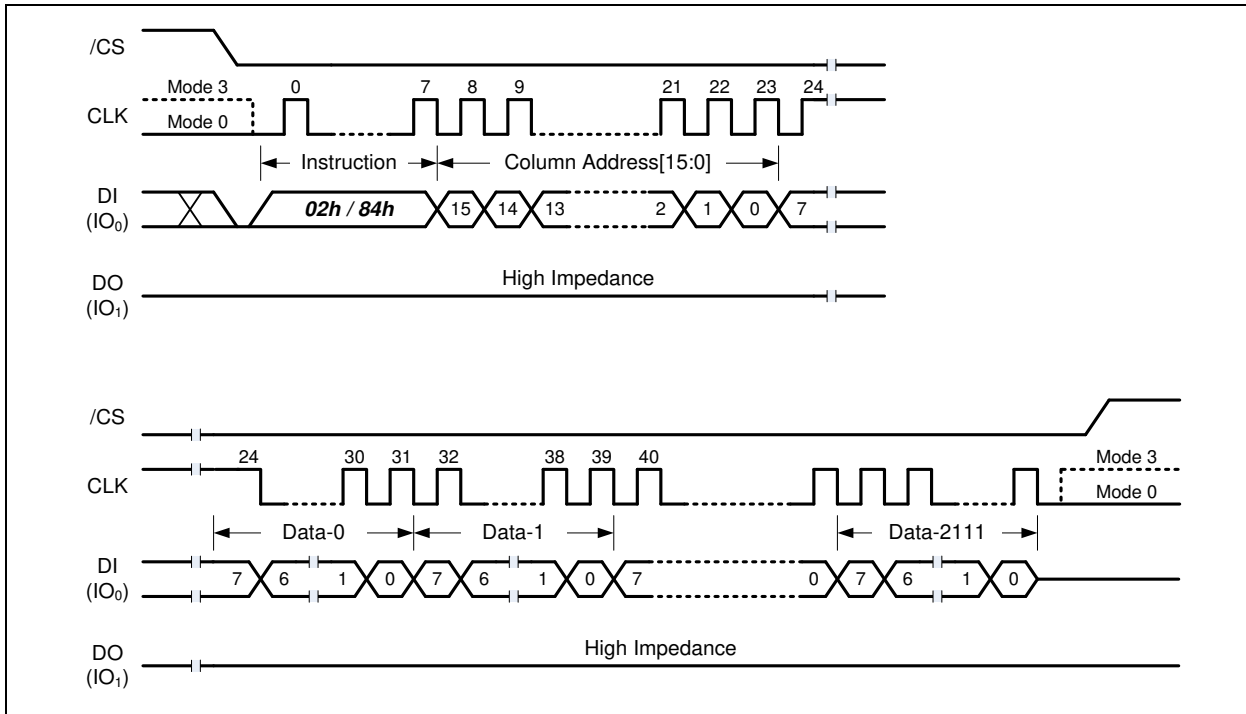 /CS
Mode 3 0 7 8 9 21 22 23 24
CLK
Mode 0
Instruction Column Address[15:0]
DI
(IO0) 02h / 84h 15 14 13 2 1 0 7
High Impedance
DO
(IO1)
/CS
24 30 31 32 38 39 40 Mode 3
CLK
Mode 0
Data-0 Data-1 Data-2111
DI
(IO0) 7 6 1 0 7 6 1 0 7 0 7 6 1 0
High Impedance
DO
(IO1)